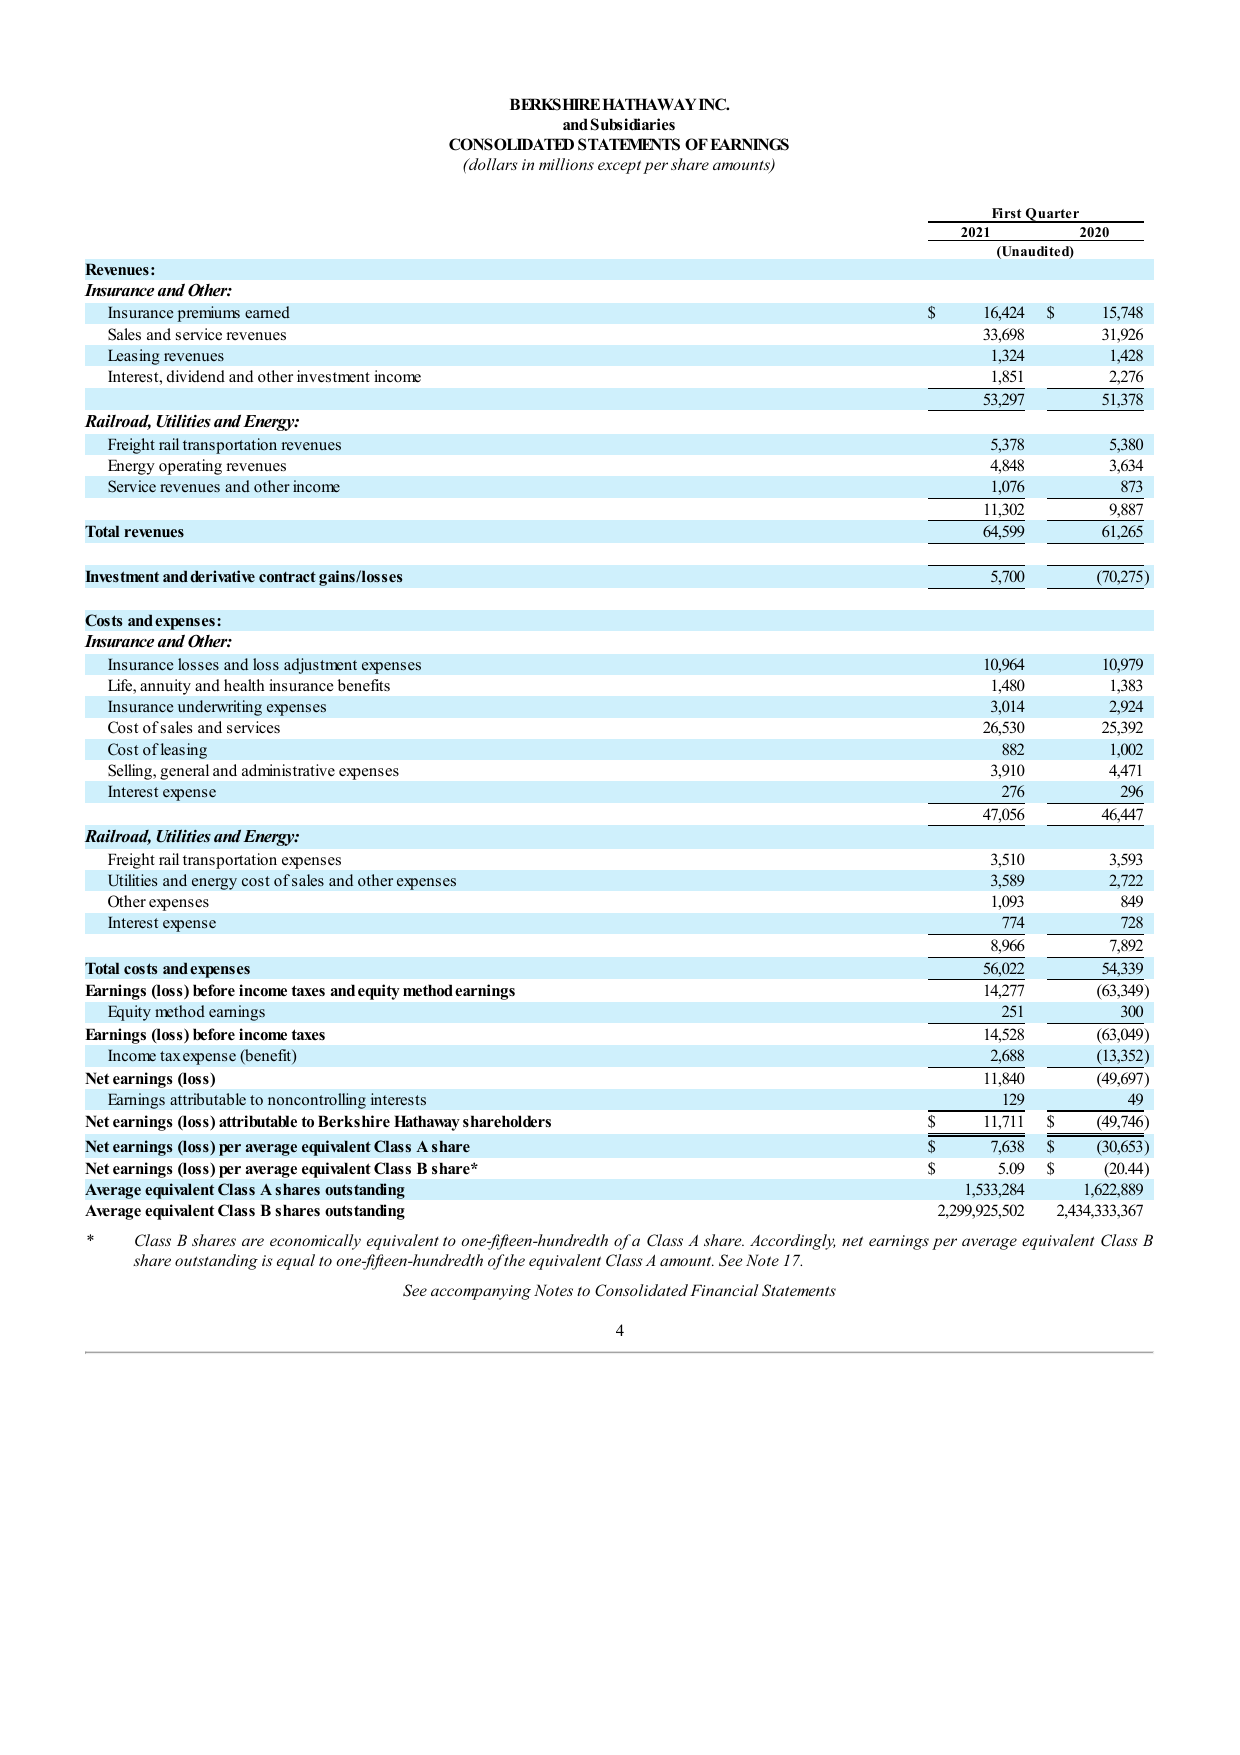 BERKSHIRE HATHAWAY INC.
and Subsidiaries
CONSOLIDATED STATEMENTS OF EARNINGS
(dollars in millions except per share amounts)
First Quarter
2021 2020
(Unaudited)
Revenues:
Insurance and Other:
Insurance premiums earned $ 16,424 $ 15,748
Sales and service revenues 33,698 31,926
Leasing revenues 1,324 1,428
Interest, dividend and other investment income 1,851 2,276
53,297 51,378
Railroad, Utilities and Energy:
Freight rail transportation revenues 5,378 5,380
Energy operating revenues 4,848 3,634
Service revenues and other income 1,076 873
11,302 9,887
Total revenues 64,599 61,265
Investment and derivative contract gains/losses 5,700 (70,275)
Costs and expenses:
Insurance and Other:
Insurance losses and loss adjustment expenses 10,964 10,979
Life, annuity and health insurance benefits 1,480 1,383
Insurance underwriting expenses 3,014 2,924
Cost of sales and services 26,530 25,392
Cost of leasing 882 1,002
Selling, general and administrative expenses 3,910 4,471
Interest expense 276 296
47,056 46,447
Railroad, Utilities and Energy:
Freight rail transportation expenses 3,510 3,593
Utilities and energy cost of sales and other expenses 3,589 2,722
Other expenses 1,093 849
Interest expense 774 728
8,966 7,892
Total costs and expenses 56,022 54,339
Earnings (loss) before income taxes and equity method earnings 14,277 (63,349)
Equity method earnings 251 300
Earnings (loss) before income taxes 14,528 (63,049)
Income tax expense (benefit) 2,688 (13,352)
Net earnings (loss) 11,840 (49,697)
Earnings attributable to noncontrolling interests 129 49
Net earnings (loss) attributable to Berkshire Hathaway shareholders $ 11,711 $ (49,746)
Net earnings (loss) per average equivalent Class A share $ 7,638 $ (30,653)
Net earnings (loss) per average equivalent Class B share* $ 5.09 $ (20.44)
Average equivalent Class A shares outstanding 1,533,284 1,622,889
Average equivalent Class B shares outstanding 2,299,925,502 2,434,333,367
* Class B shares are economically equivalent to one-fifteen-hundredth of a Class A share. Accordingly, net earnings per average equivalent Class B
share outstanding is equal to one-fifteen-hundredth of the equivalent Class A amount. See Note 17.
See accompanying Notes to Consolidated Financial Statements
4